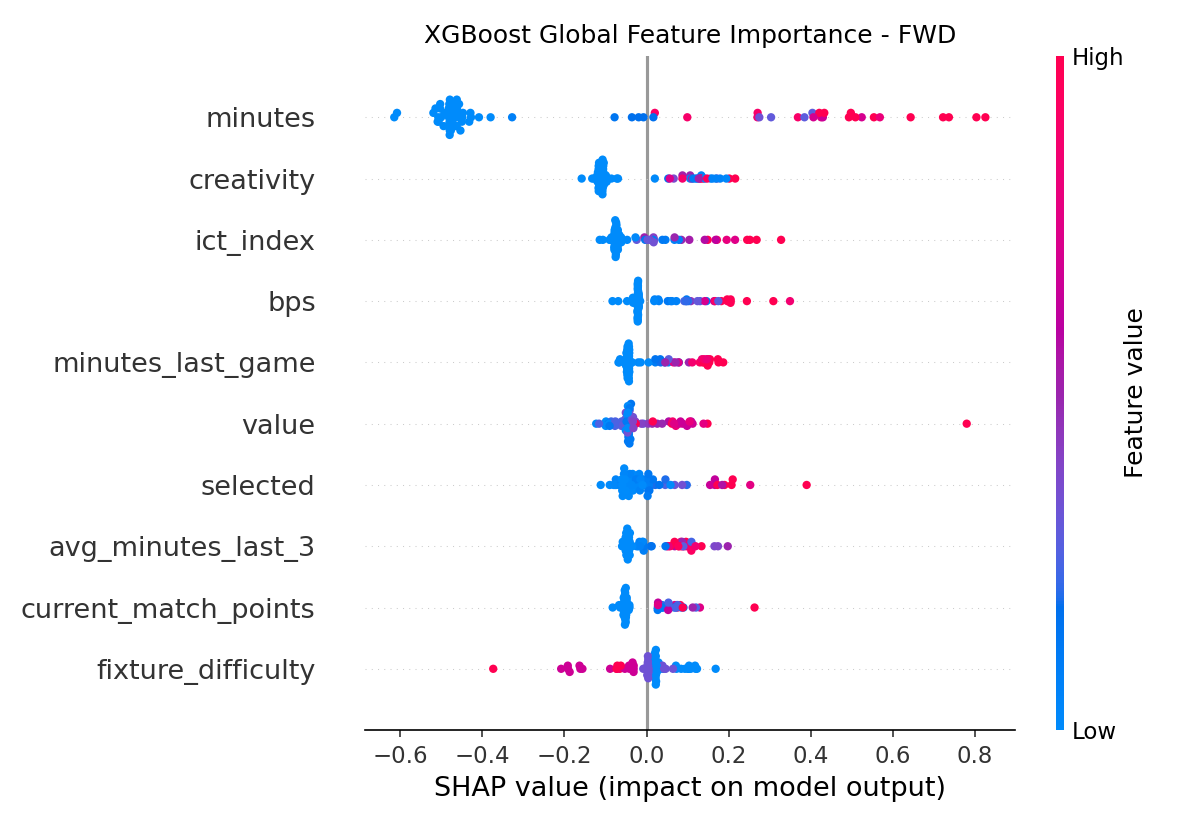 XGBoost Global Feature Importance - FWD
High
minutes
creativity
ict_index
bps
minutes_last_game
value
selected
avg_minutes_last_3
current_match_points
fixture_difficulty
Feature value
Low
−0.6 −0.4 −0.2 0.0 0.2 0.4 0.6 0.8
SHAP value (impact on model output)